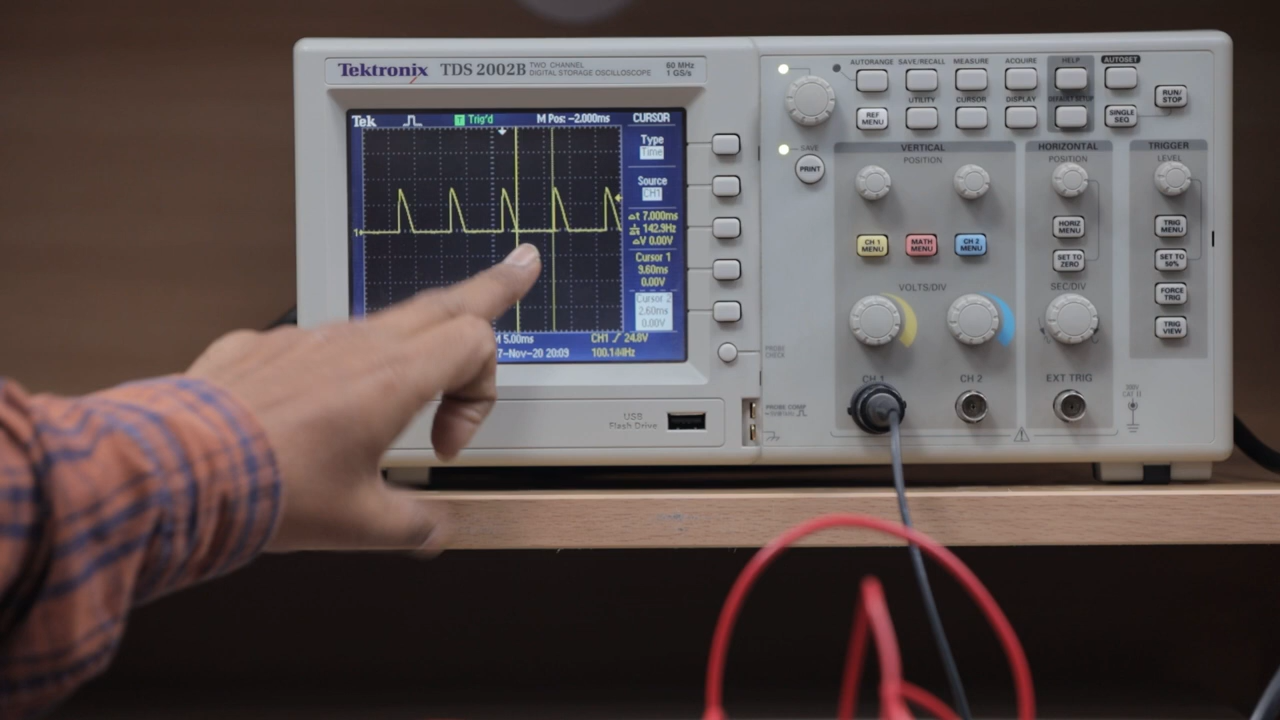 Tektronix TDS 2002B TWO CHANNEL DIGITAL STORAGE OSCILLOSCOPE 60 MHz 1 GS/s
Tek T Trig'd M Pos: -2.000ms CURSOR
Type
Time
Source
CH1
Δt 7.000ms
142.9Hz
ΔV 0.00V
Cursor 1
9.60ms
0.00V
Cursor 2
2.60ms
0.00V
1
M 5.00ms CH1 24.8V
7-Nov-20 20:09
USB
Flash Drive
AUTORANGE SAVE/RECALL MEASURE ACQUIRE HELP AUTOSET
REF MENU UTILITY CURSOR DISPLAY DEFAULT SETUP SINGLE SEQ RUN/STOP
SAVE
PRINT
VERTICAL HORIZONTAL TRIGGER
POSITION POSITION LEVEL
CH 1 MENU MATH MENU CH 2 MENU HORIZ MENU TRIG MENU
SET TO ZERO SET TO 50%
VOLTS/DIV SEC/DIV FORCE TRIG
TRIG VIEW
PROBE CHECK
CH 1 CH 2 EXT TRIG
300V
CAT II
PROBE COMP